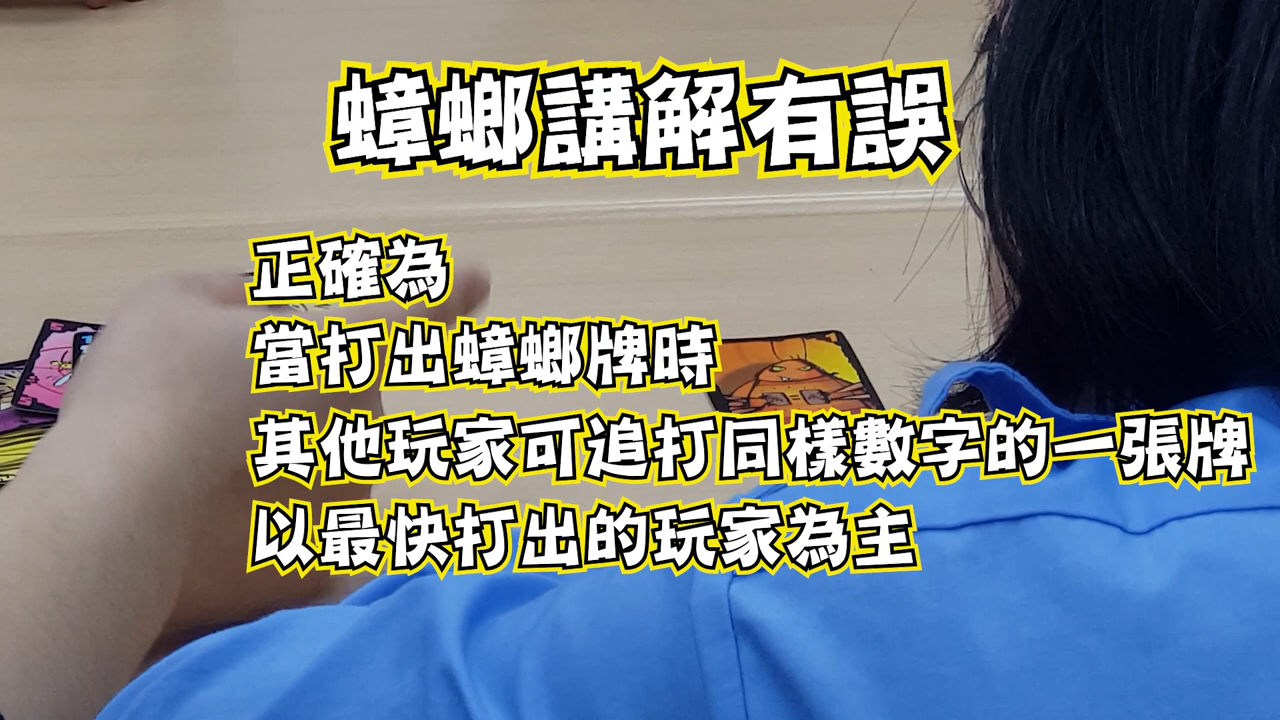 蟑螂講解有誤
正確為
當打出蟑螂牌時
其他玩家可追打同樣數字的一張牌
以最快打出的玩家為主